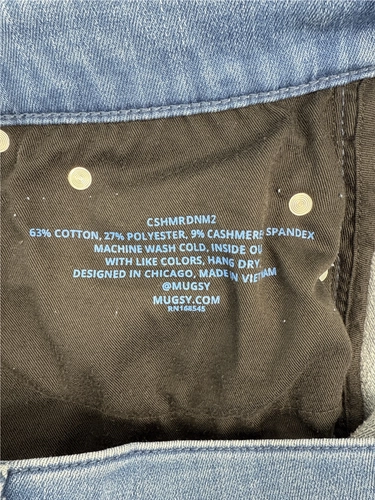 CSHMRDNM2
63% COTTON, 27% POLYESTER, 9% CASHMERE SPANDEX
MACHINE WASH COLD, INSIDE OU
WITH LIKE COLORS, HANG DRY.
DESIGNED IN CHICAGO, MADE IN VIETNAM
@MUGSY
MUGSY.COM
RN168545